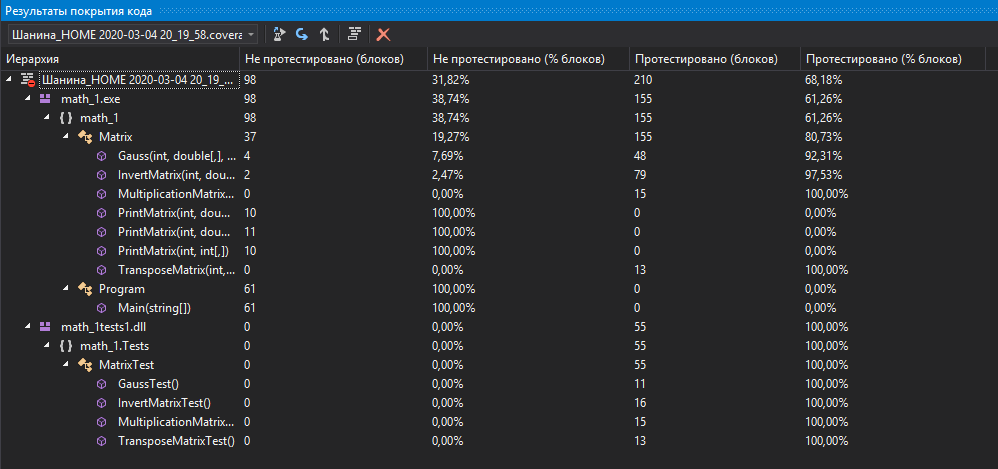 Результаты покрытия кода
Шанина_HOME 2020-03-04 20_19_58.covera
Иерархия Не протестировано (блоков) Не протестировано (% блоков) Протестировано (блоков) Протестировано (% блоков)
Шанина_HOME 2020-03-04 20_19_... 98 31,82% 210 68,18%
math_1.exe 98 38,74% 155 61,26%
{ } math_1 98 38,74% 155 61,26%
Matrix 37 19,27% 155 80,73%
Gauss(int, double[,], ... 4 7,69% 48 92,31%
InvertMatrix(int, dou... 2 2,47% 79 97,53%
MultiplicationMatrix... 0 0,00% 15 100,00%
PrintMatrix(int, dou... 10 100,00% 0 0,00%
PrintMatrix(int, dou... 11 100,00% 0 0,00%
PrintMatrix(int, int[,]) 10 100,00% 0 0,00%
TransposeMatrix(int,... 0 0,00% 13 100,00%
Program 61 100,00% 0 0,00%
Main(string[]) 61 100,00% 0 0,00%
math_1tests1.dll 0 0,00% 55 100,00%
{ } math_1.Tests 0 0,00% 55 100,00%
MatrixTest 0 0,00% 55 100,00%
GaussTest() 0 0,00% 11 100,00%
InvertMatrixTest() 0 0,00% 16 100,00%
MultiplicationMatrix... 0 0,00% 15 100,00%
TransposeMatrixTest() 0 0,00% 13 100,00%